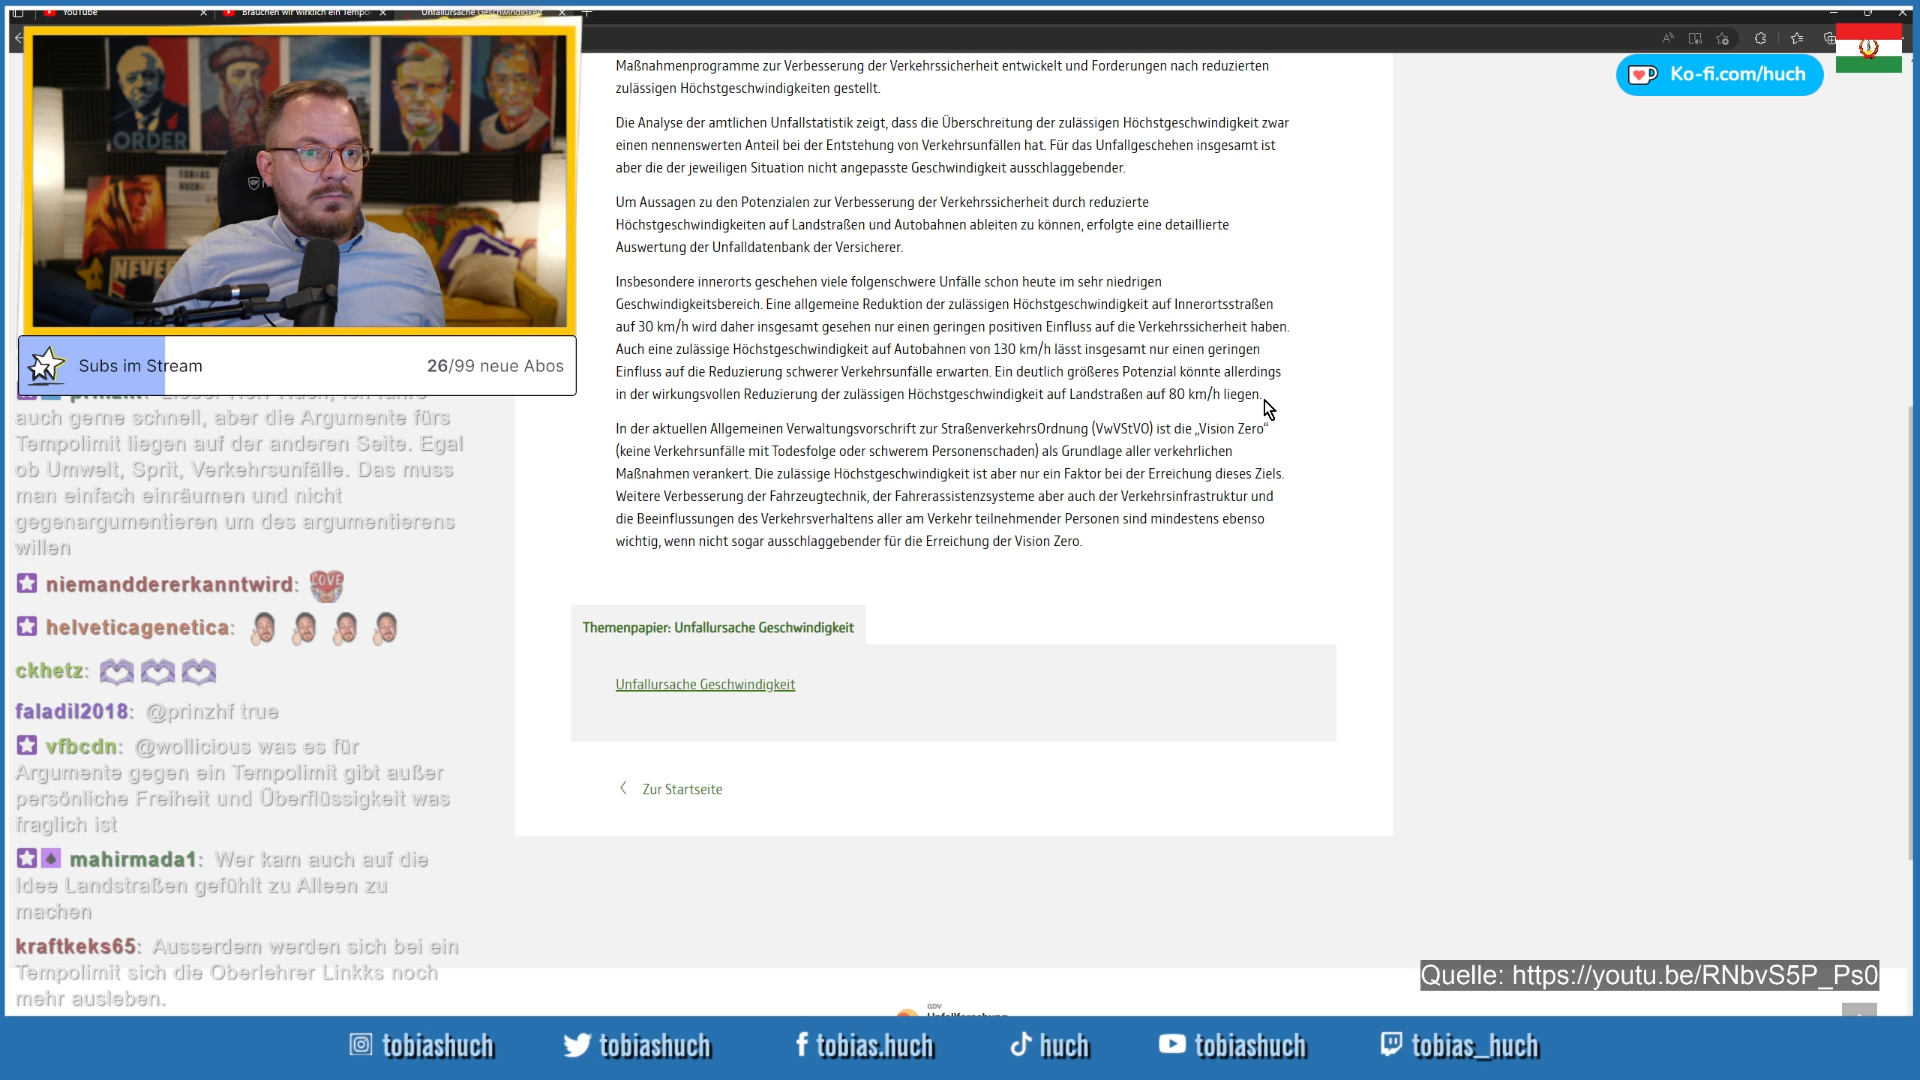 YouTube
Brauchen wir wirklich ein Tempo
Unfallursache Geschwindigkeit
Ko-fi.com/huch
ORDER
TOBIAS
HUCH
NEVER
Subs im Stream
26/99 neue Abos
Maßnahmenprogramme zur Verbesserung der Verkehrssicherheit entwickelt und Forderungen nach reduzierten
zulässigen Höchstgeschwindigkeiten gestellt.
Die Analyse der amtlichen Unfallstatistik zeigt, dass die Überschreitung der zulässigen Höchstgeschwindigkeit zwar
einen nennenswerten Anteil bei der Entstehung von Verkehrsunfällen hat. Für das Unfallgeschehen insgesamt ist
aber die der jeweiligen Situation nicht angepasste Geschwindigkeit ausschlaggebender.
Um Aussagen zu den Potenzialen zur Verbesserung der Verkehrssicherheit durch reduzierte
Höchstgeschwindigkeiten auf Landstraßen und Autobahnen ableiten zu können, erfolgte eine detaillierte
Auswertung der Unfalldatenbank der Versicherer.
Insbesondere innerorts geschehen viele folgenschwere Unfälle schon heute im sehr niedrigen
Geschwindigkeitsbereich. Eine allgemeine Reduktion der zulässigen Höchstgeschwindigkeit auf Innerortsstraßen
auf 30 km/h wird daher insgesamt gesehen nur einen geringen positiven Einfluss auf die Verkehrssicherheit haben.
Auch eine zulässige Höchstgeschwindigkeit auf Autobahnen von 130 km/h lässt insgesamt nur einen geringen
Einfluss auf die Reduzierung schwerer Verkehrsunfälle erwarten. Ein deutlich größeres Potenzial könnte allerdings
in der wirkungsvollen Reduzierung der zulässigen Höchstgeschwindigkeit auf Landstraßen auf 80 km/h liegen.
In der aktuellen Allgemeinen Verwaltungsvorschrift zur StraßenverkehrsOrdnung (VwVStVO) ist die „Vision Zero“
(keine Verkehrsunfälle mit Todesfolge oder schwerem Personenschaden) als Grundlage aller verkehrlichen
Maßnahmen verankert. Die zulässige Höchstgeschwindigkeit ist aber nur ein Faktor bei der Erreichung dieses Ziels.
Weitere Verbesserung der Fahrzeugtechnik, der Fahrerassistenzsysteme aber auch der Verkehrsinfrastruktur und
die Beeinflussungen des Verkehrsverhaltens aller am Verkehr teilnehmender Personen sind mindestens ebenso
wichtig, wenn nicht sogar ausschlaggebender für die Erreichung der Vision Zero.
Themenpapier: Unfallursache Geschwindigkeit
Unfallursache Geschwindigkeit
Zur Startseite
auch gerne schnell, aber die Argumente fürs
Tempolimit liegen auf der anderen Seite. Egal
ob Umwelt, Sprit, Verkehrsunfälle. Das muss
man einfach einräumen und nicht
gegenargumentieren um des argumentierens
willen
niemanddererkanntwird:
LOVE
helveticagenetica:
ckhetz:
faladil2018: @prinzhf true
vfbcdn: @wollicious was es für
Argumente gegen ein Tempolimit gibt außer
persönliche Freiheit und Überflüssigkeit was
fraglich ist
mahirmada1: Wer kam auch auf die
Idee Landstraßen gefühlt zu Alleen zu
machen
kraftkeks65: Ausserdem werden sich bei ein
Tempolimit sich die Oberlehrer Linkks noch
mehr ausleben.
Quelle: https://youtu.be/RNbvS5P_Ps0
GDV
tobiashuch
tobiashuch
tobias.huch
huch
tobiashuch
tobias_huch